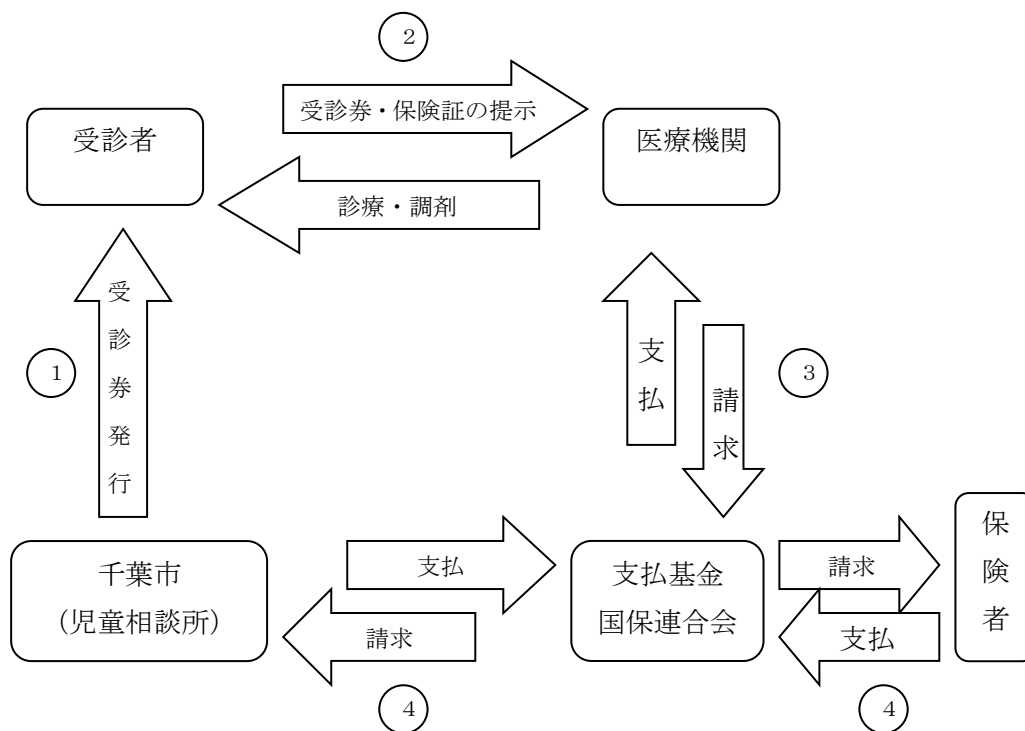 2
受診券・保険証の提示
受診者
医療機関
診療・調剤
1
受診券発行
支払
請求
3
千葉市
（児童相談所）
支払
請求
支払基金
国保連合会
請求
支払
保険者
4
4